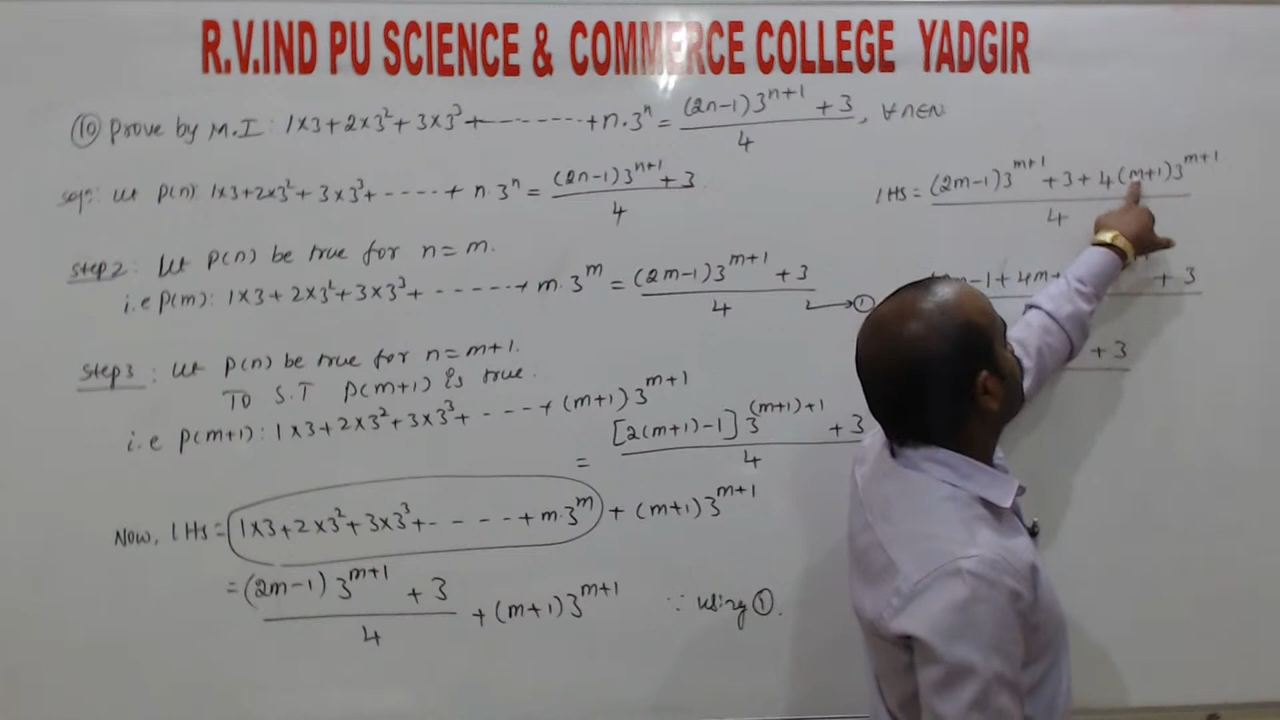 R.V.IND PU SCIENCE & COMMERCE COLLEGE YADGIR
⑩ prove by M.I: 1×3+2×3²+3×3³+-------+n.3ⁿ = ((2n-1)3ⁿ⁺¹ + 3)/4, ∀n∈N
Solⁿ: Let p(n): 1×3+2×3²+3×3³+-----+ n.3ⁿ = ((2n-1)3ⁿ⁺¹ + 3)/4
Step2: Let p(n) be true for n=m.
i.e p(m): 1×3+2×3²+3×3³+------+ m.3ᵐ = ((2m-1)3ᵐ⁺¹ + 3)/4 → ①
Step3: Let p(n) be true for n=m+1.
TO S.T p(m+1) is true.
i.e p(m+1): 1×3+2×3²+3×3³+----+(m+1)3ᵐ⁺¹
= ([2(m+1)-1]3⁽ᵐ⁺¹⁾⁺¹ + 3)/4
Now, LHS = 1×3+2×3²+3×3³+-----+m.3ᵐ + (m+1)3ᵐ⁺¹
= ((2m-1)3ᵐ⁺¹ + 3)/4 + (m+1)3ᵐ⁺¹ ∵ using ①.
LHS = ((2m-1)3ᵐ⁺¹ + 3 + 4(m+1)3ᵐ⁺¹)/4
-1+4m+ + 3
+ 3